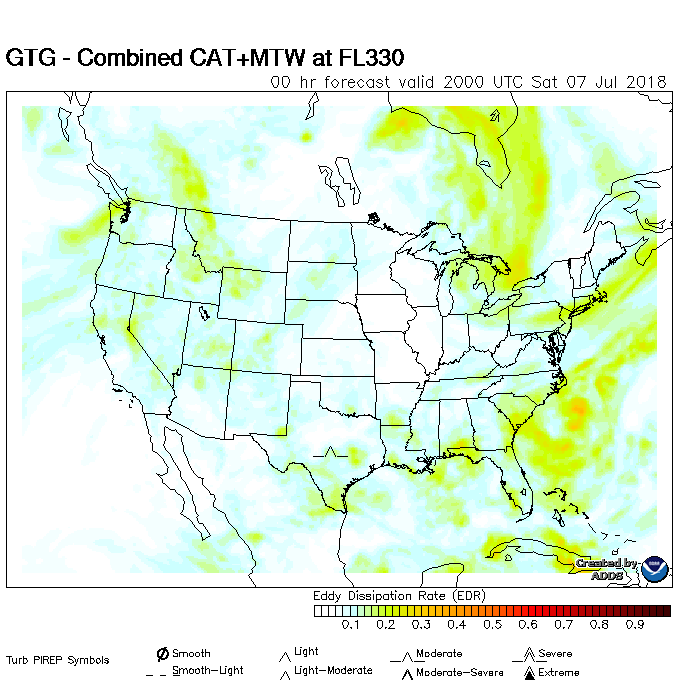 GTG - Combined CAT+MTW at FL330
00 hr forecast valid 2000 UTC Sat 07 Jul 2018
Created by
ADDS
Eddy Dissipation Rate (EDR)
0.1 0.2 0.3 0.4 0.5 0.6 0.7 0.8 0.9
Turb PIREP Symbols
Smooth Light Moderate Severe
Smooth-Light Light-Moderate Moderate-Severe Extreme